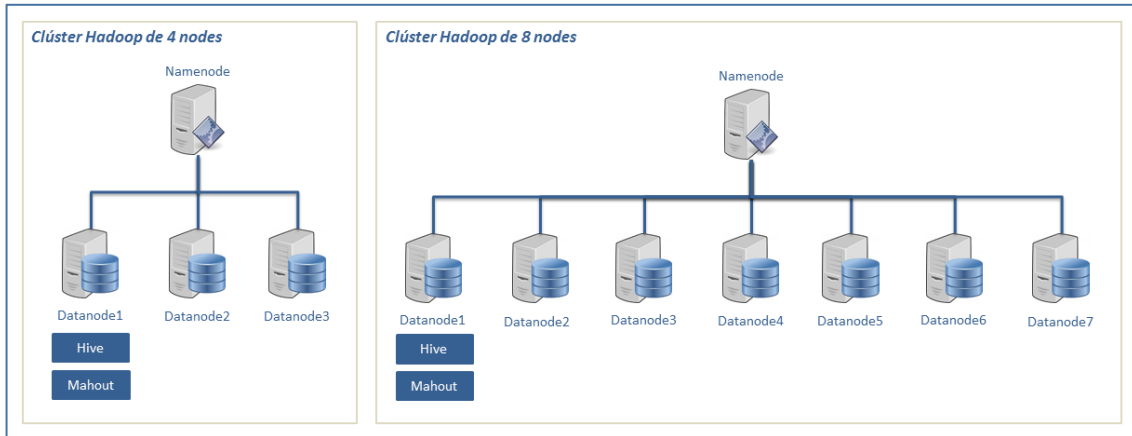 Clúster Hadoop de 4 nodes
Namenode
Datanode1
Datanode2
Datanode3
Hive
Mahout
Clúster Hadoop de 8 nodes
Namenode
Datanode1
Datanode2
Datanode3
Datanode4
Datanode5
Datanode6
Datanode7
Hive
Mahout